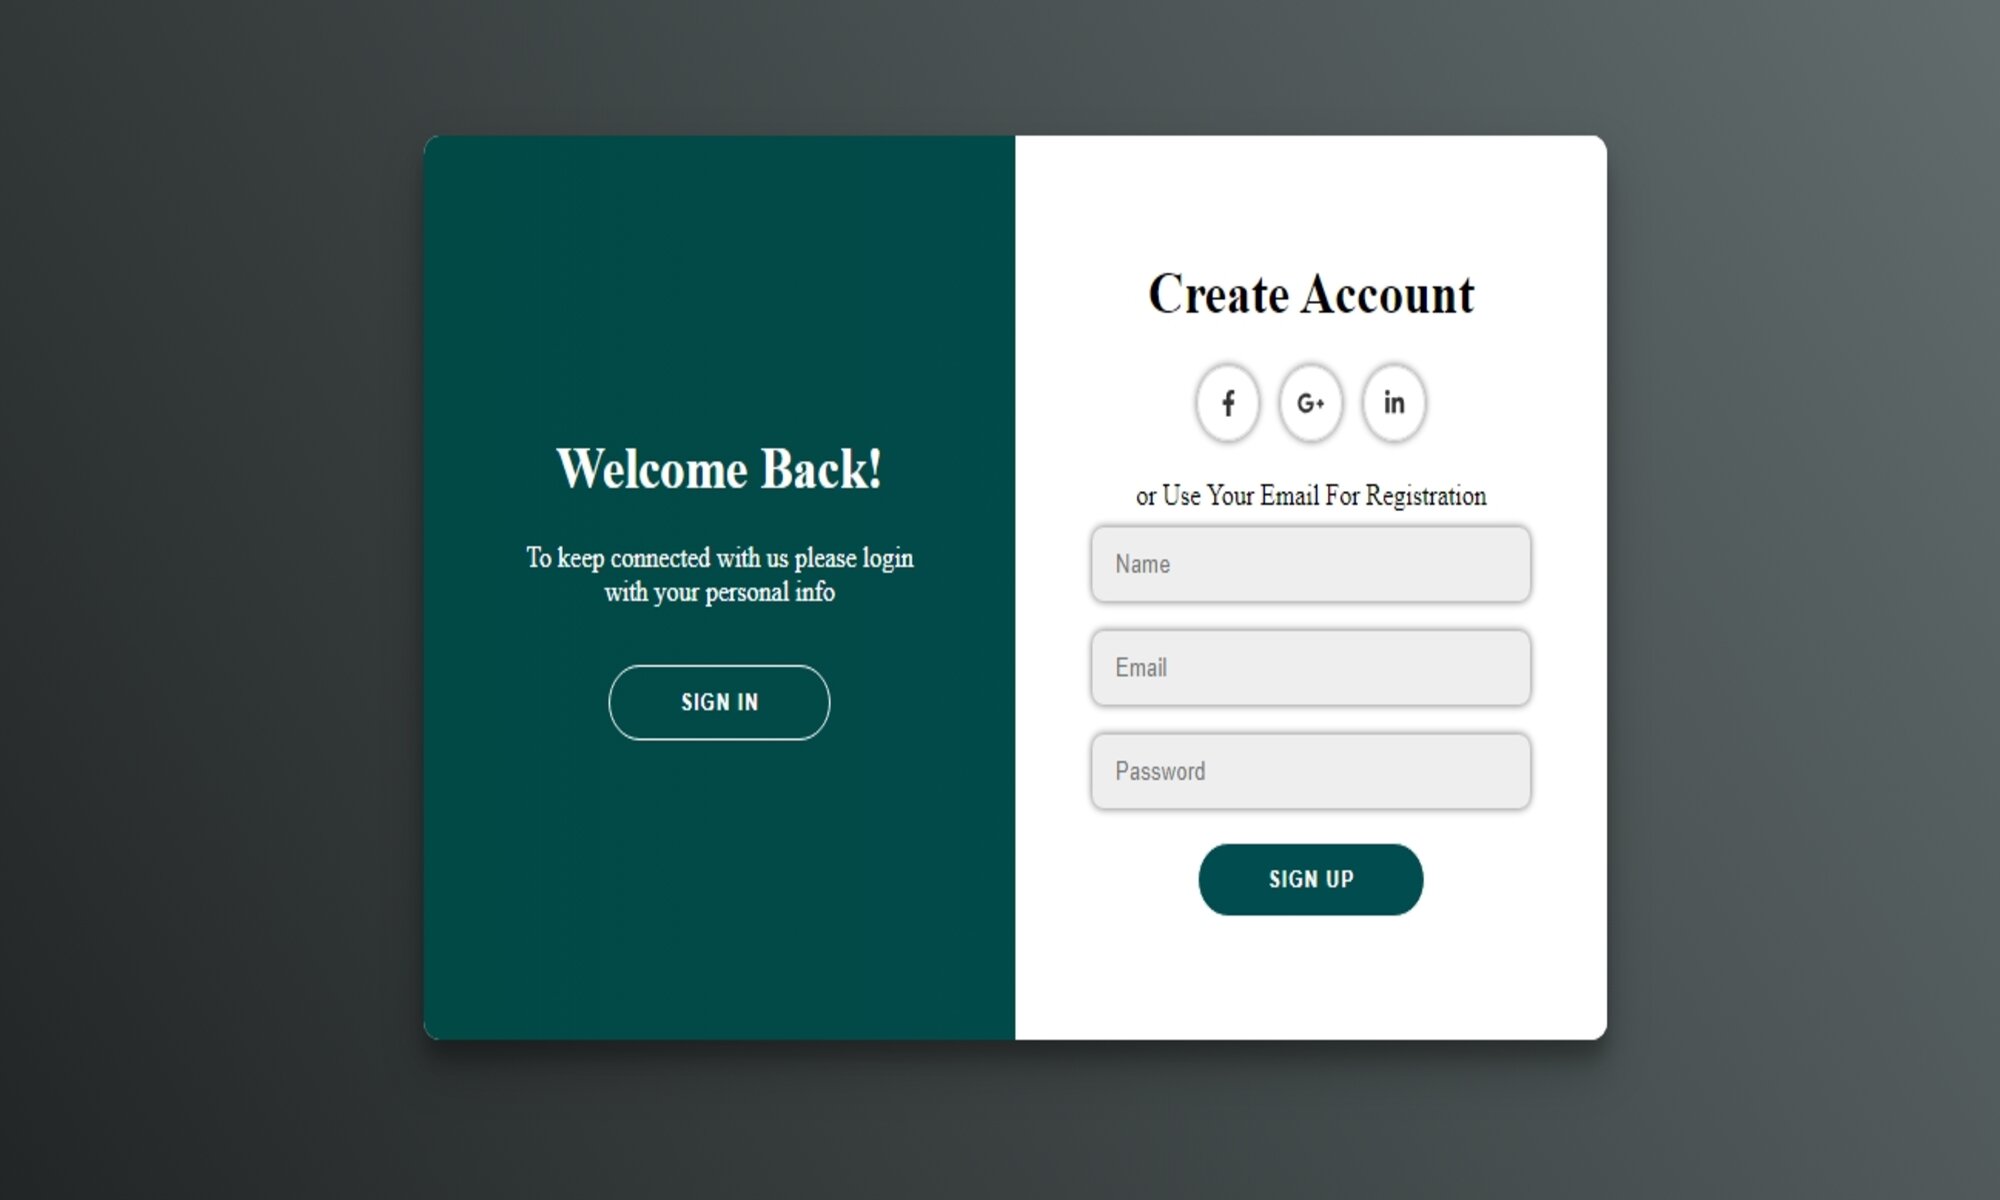 Welcome Back!
To keep connected with us please login
with your personal info
SIGN IN
Create Account
f
G+
in
or Use Your Email For Registration
Name
Email
Password
SIGN UP